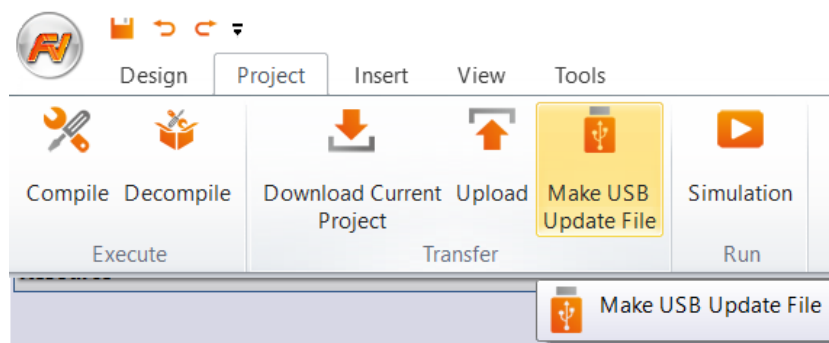 Design Project Insert View Tools
Compile Decompile Download Current Project Upload Make USB Update File Simulation
Execute Transfer Run
Make USB Update File